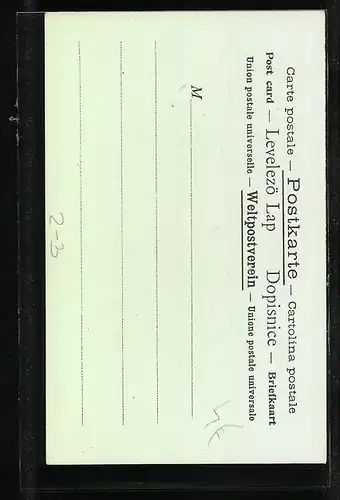 Carte postale — Postkarte — Cartolina postale
Post card — Levelező Lap Dopisnice — Briefkaart
Union postale universelle — Weltpostverein — Unione postale universale
M
2-3